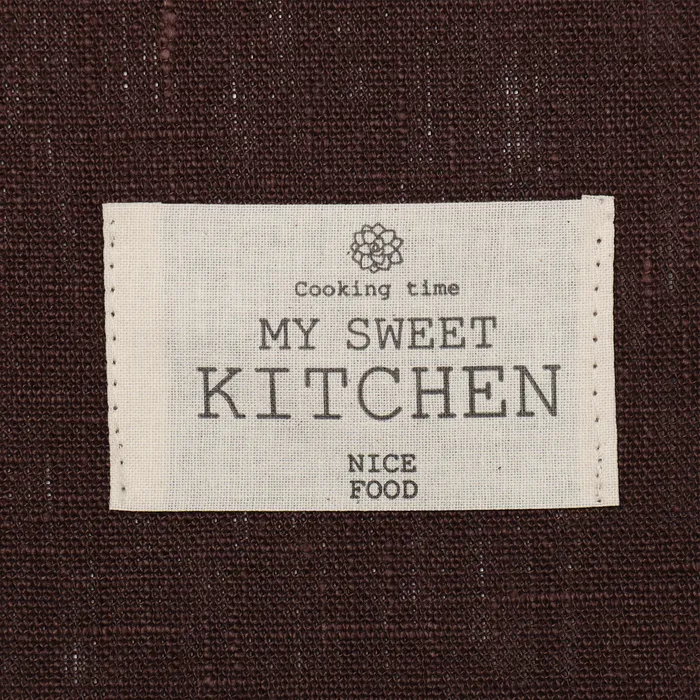 Cooking time
MY SWEET
KITCHEN
NICE
FOOD